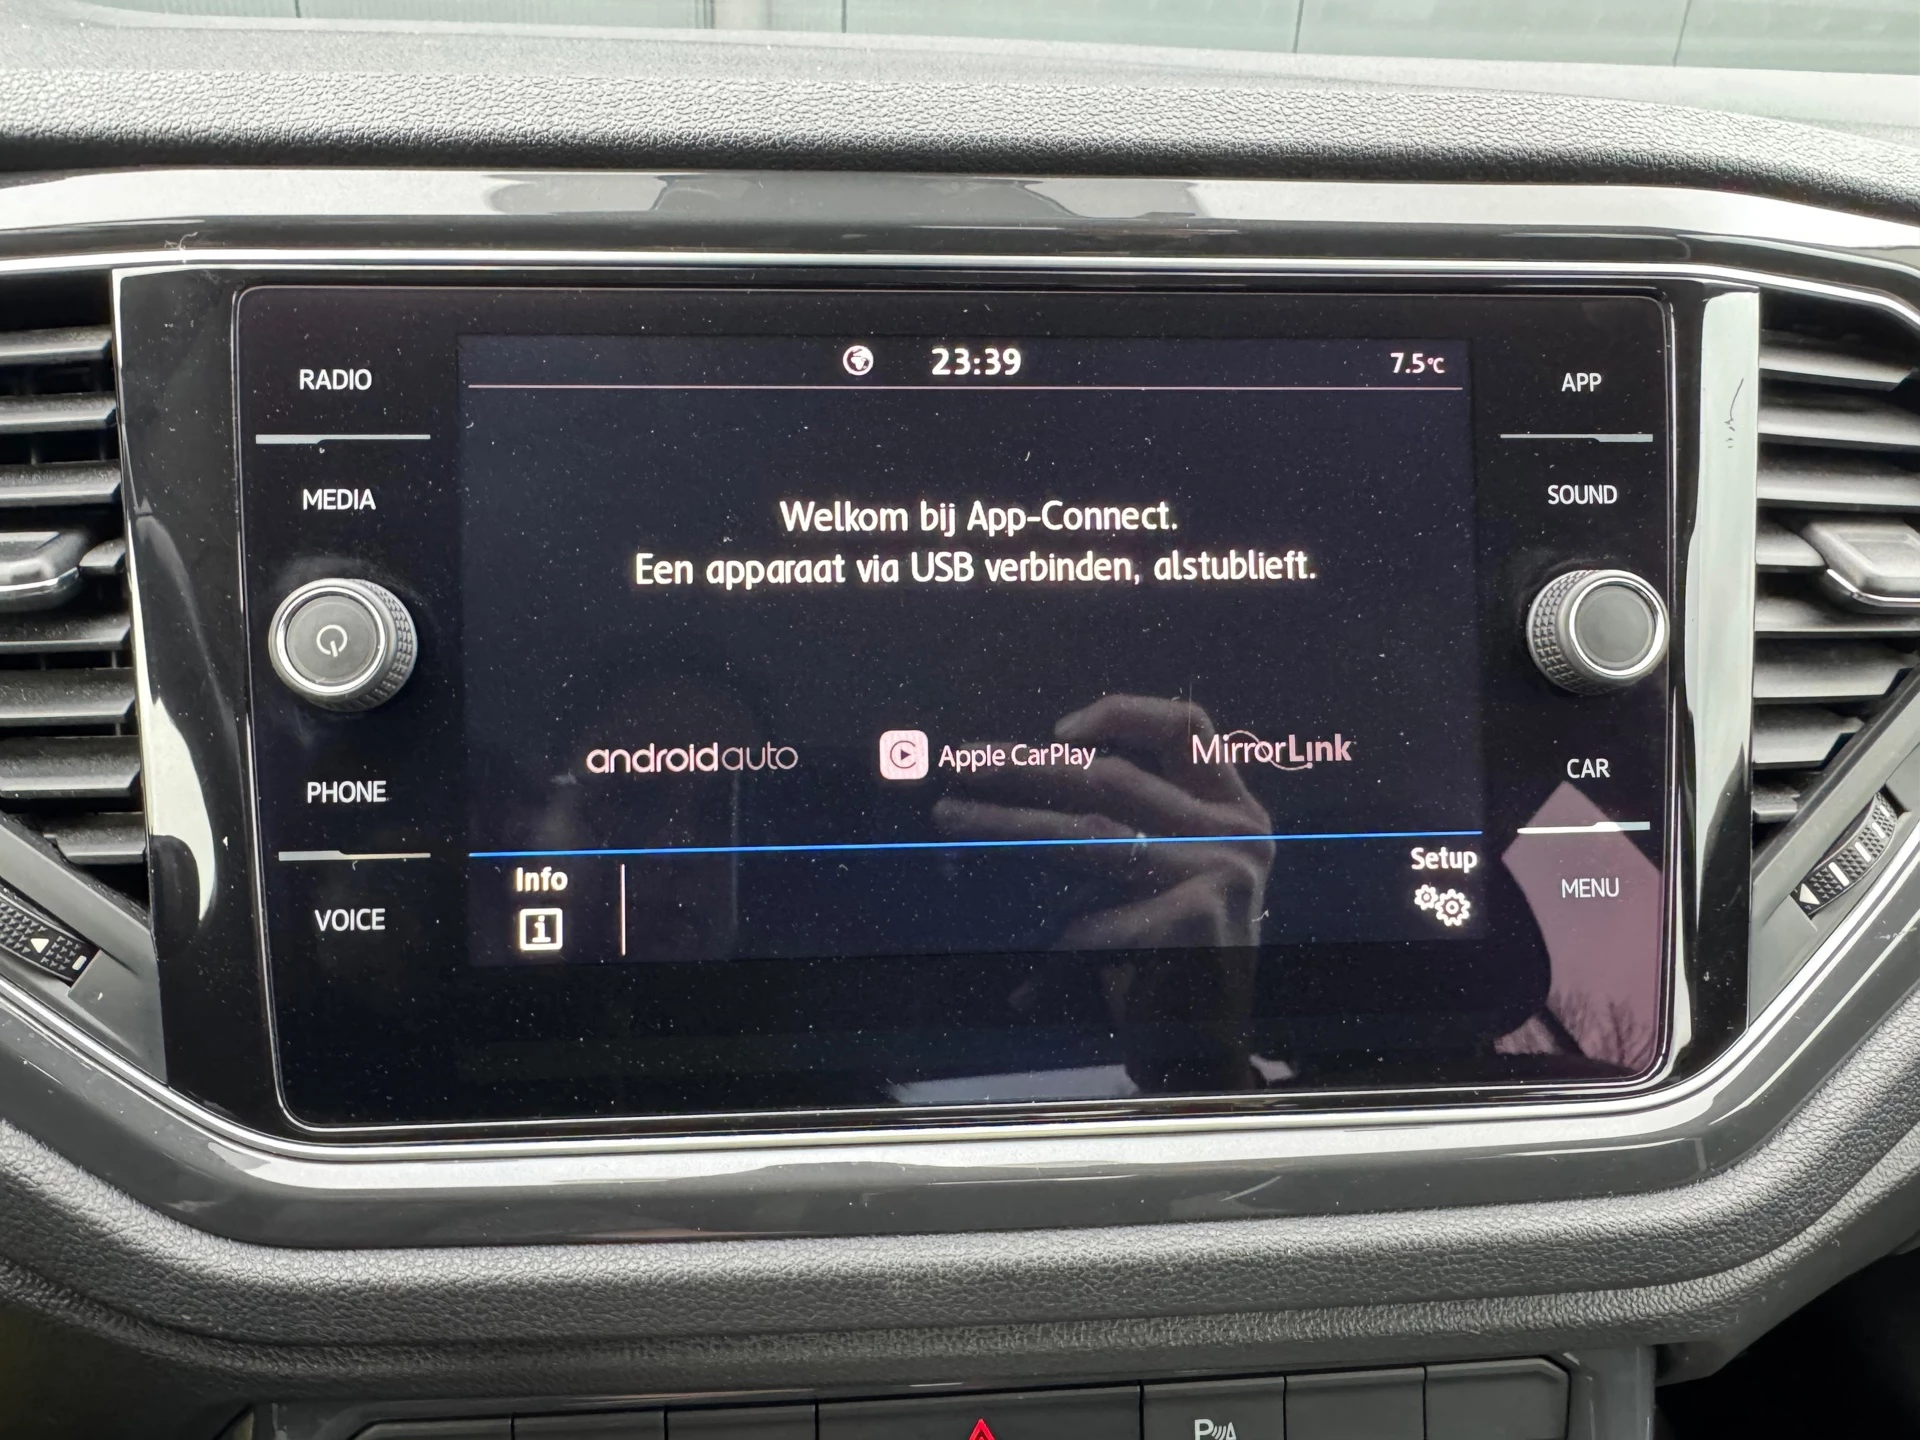 23:39
7.5°C
RADIO
APP
MEDIA
SOUND
Welkom bij App-Connect.
Een apparaat via USB verbinden, alstublieft.
androidauto
Apple CarPlay
MirrorLink
PHONE
CAR
VOICE
MENU
Info
i
Setup
P